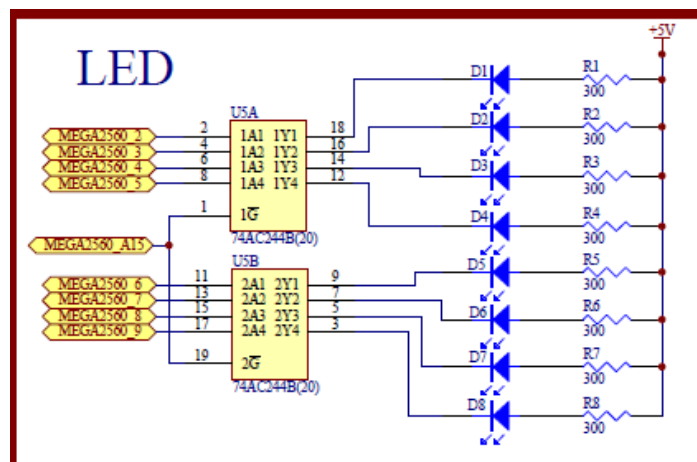 LED
+5V
U5A
MEGA2560_2 2 1A1 1Y1 18 D1 R1 300
MEGA2560_3 4 1A2 1Y2 16 D2 R2 300
MEGA2560_4 6 1A3 1Y3 14 D3 R3 300
MEGA2560_5 8 1A4 1Y4 12 D4 R4 300
1 1G
MEGA2560_A15
74AC244B(20)
U5B
MEGA2560_6 11 2A1 2Y1 9 D5 R5 300
MEGA2560_7 13 2A2 2Y2 7 D6 R6 300
MEGA2560_8 15 2A3 2Y3 5 D7 R7 300
MEGA2560_9 17 2A4 2Y4 3 D8 R8 300
19 2G
74AC244B(20)